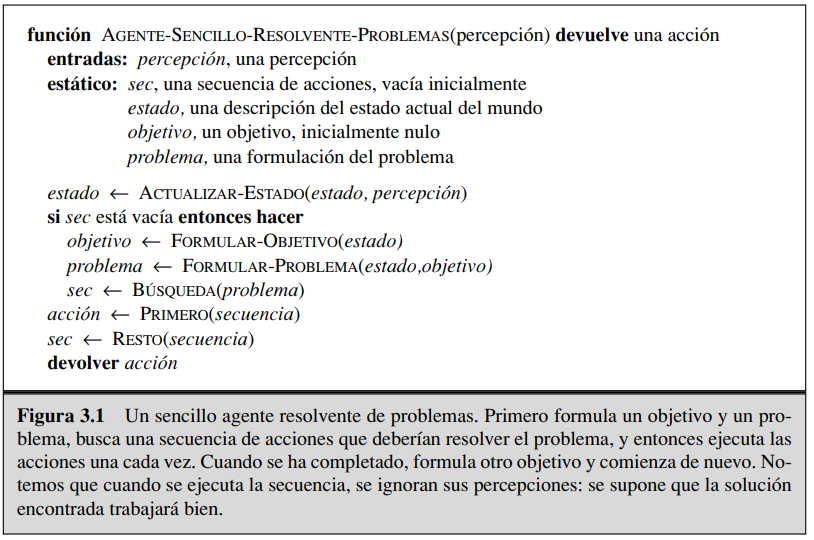 función AGENTE-SENCILLO-RESOLVENTE-PROBLEMAS(percepción) devuelve una acción
entradas: percepción, una percepción
estático: sec, una secuencia de acciones, vacía inicialmente
estado, una descripción del estado actual del mundo
objetivo, un objetivo, inicialmente nulo
problema, una formulación del problema
estado ← ACTUALIZAR-ESTADO(estado, percepción)
si sec está vacía entonces hacer
objetivo ← FORMULAR-OBJETIVO(estado)
problema ← FORMULAR-PROBLEMA(estado,objetivo)
sec ← BÚSQUEDA(problema)
acción ← PRIMERO(secuencia)
sec ← RESTO(secuencia)
devolver acción
Figura 3.1 Un sencillo agente resolvente de problemas. Primero formula un objetivo y un pro-
blema, busca una secuencia de acciones que deberían resolver el problema, y entonces ejecuta las
acciones una cada vez. Cuando se ha completado, formula otro objetivo y comienza de nuevo. No-
temos que cuando se ejecuta la secuencia, se ignoran sus percepciones: se supone que la solución
encontrada trabajará bien.